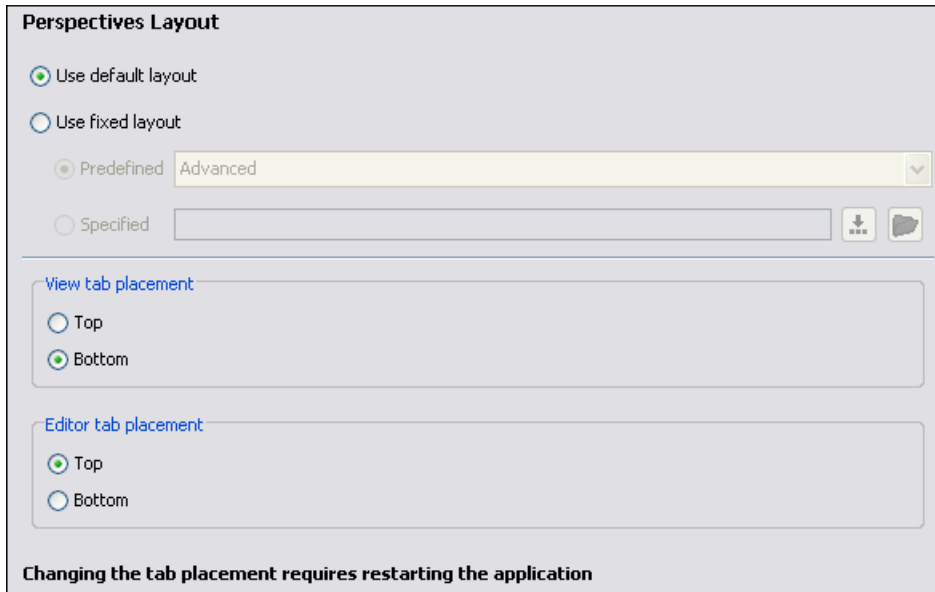 Perspectives Layout
Use default layout
Use fixed layout
Predefined Advanced
Specified
View tab placement
Top
Bottom
Editor tab placement
Top
Bottom
Changing the tab placement requires restarting the application